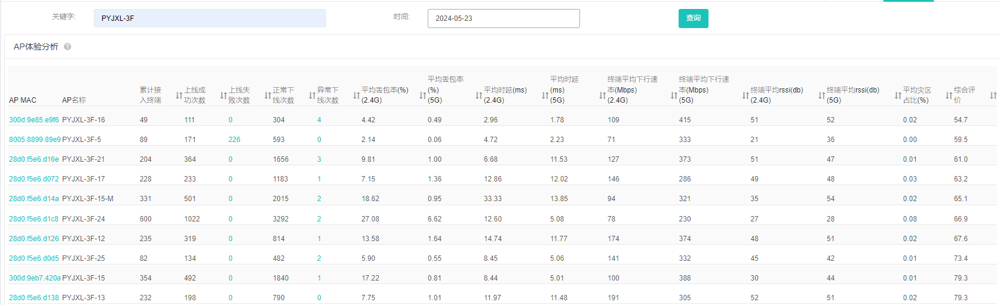 关键字: PYJXL-3F 时间: 2024-05-23 查询
AP体验分析 ?
AP MAC AP名称 累计接入终端 上线成功次数 上线失败次数 正常下线次数 异常下线次数 平均丢包率(%)(2.4G) 平均丢包率(%)(5G) 平均时延(ms)(2.4G) 平均时延(ms)(5G) 终端平均下行速率(Mbps)(2.4G) 终端平均下行速率(Mbps)(5G) 终端平均rssi(db)(2.4G) 终端平均rssi(db)(5G) 平均灾区占比(%) 综合评价
300d.9e85.e9f6 PYJXL-3F-16 49 111 0 304 4 4.42 0.49 2.96 1.78 109 415 51 52 0.02 54.7
8005.8899.89e9 PYJXL-3F-5 89 171 226 593 0 2.14 0.06 4.72 2.23 71 333 21 36 0.00 59.5
28d0.f5e6.d16e PYJXL-3F-21 204 364 0 1656 3 9.81 1.00 6.68 11.53 127 373 51 47 0.01 61.0
28d0.f5e6.d072 PYJXL-3F-17 228 233 0 1183 1 7.15 1.36 12.86 12.02 146 286 49 48 0.03 63.2
28d0.f5e6.d14a PYJXL-3F-15-M 331 501 0 2015 2 18.62 0.95 33.33 13.85 94 321 35 54 0.02 65.1
28d0.f5e6.d1c8 PYJXL-3F-24 600 1022 0 3292 2 27.08 6.62 12.60 5.08 78 230 27 28 0.08 66.9
28d0.f5e6.d126 PYJXL-3F-12 235 319 0 814 1 13.58 1.64 14.74 11.77 174 374 48 51 0.02 67.6
28d0.f5e6.d0d5 PYJXL-3F-25 82 134 0 482 2 5.90 0.55 8.45 5.06 141 332 45 42 0.01 73.4
300d.9eb7.420a PYJXL-3F-15 354 492 0 1840 1 17.22 0.81 8.44 5.01 100 388 30 44 0.01 79.3
28d0.f5e6.d138 PYJXL-3F-13 232 198 0 790 0 7.75 1.01 11.97 11.48 191 305 52 51 0.02 79.3